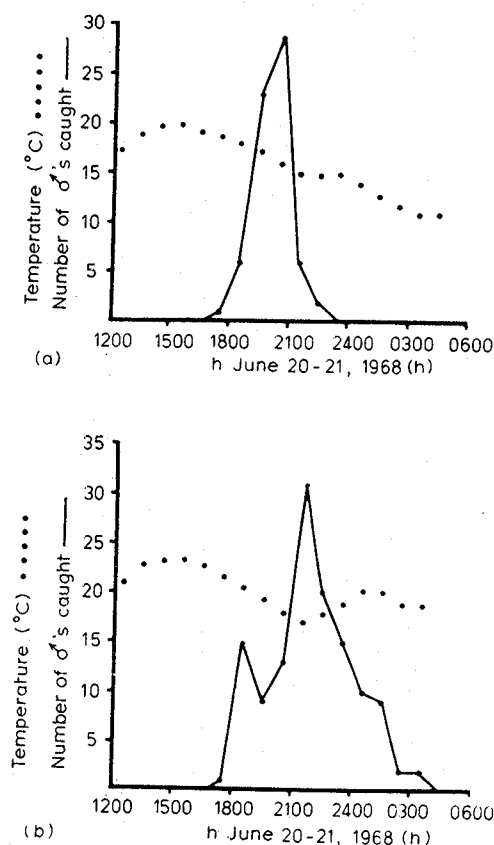 30
25
20
15
10
5
Temperature (°C) •••••
Number of ♂'s caught ——
1200 1500 1800 2100 2400 0300 0600
(a)
h June 20-21, 1968 (h)
35
30
25
20
15
10
5
Temperature (°C) •••••
Number of ♂'s caught ——
1200 1500 1800 2100 2400 0300 0600
(b)
h June 20-21, 1968 (h)